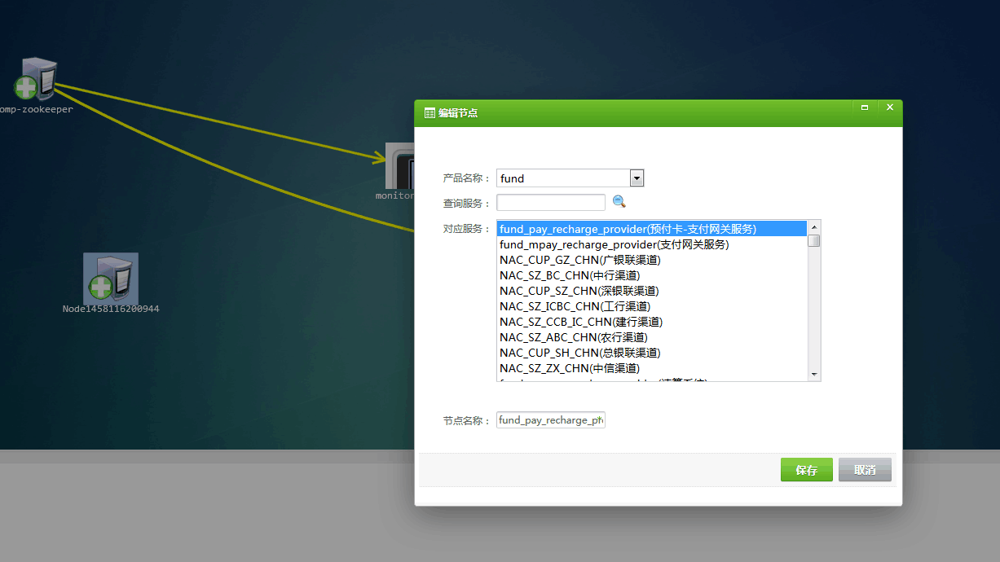 omp-zookeeper
monitor
Node1458116200944
编辑节点
产品名称：
fund
查询服务：
对应服务：
fund_pay_recharge_provider(预付卡-支付网关服务)
fund_mpay_recharge_provider(支付网关服务)
NAC_CUP_GZ_CHN(广银联渠道)
NAC_SZ_BC_CHN(中行渠道)
NAC_CUP_SZ_CHN(深银联渠道)
NAC_SZ_ICBC_CHN(工行渠道)
NAC_SZ_CCB_IC_CHN(建行渠道)
NAC_SZ_ABC_CHN(农行渠道)
NAC_CUP_SH_CHN(总银联渠道)
NAC_SZ_ZX_CHN(中信渠道)
节点名称：
fund_pay_recharge_pr
保存
取消